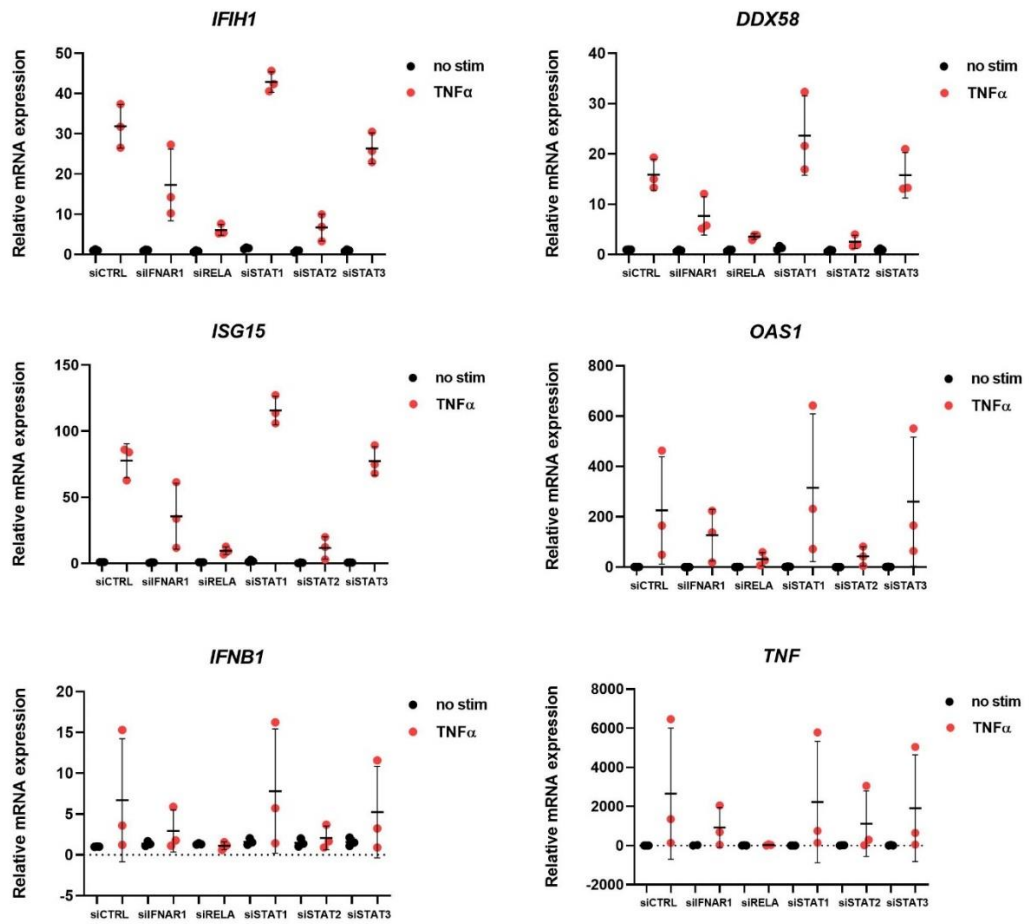 IFIH1
Relative mRNA expression
50
40
30
20
10
0
siCTRL siIFNAR1 siRELA siSTAT1 siSTAT2 siSTAT3
no stim
TNFα
DDX58
Relative mRNA expression
40
30
20
10
0
siCTRL siIFNAR1 siRELA siSTAT1 siSTAT2 siSTAT3
no stim
TNFα
ISG15
Relative mRNA expression
150
100
50
0
siCTRL siIFNAR1 siRELA siSTAT1 siSTAT2 siSTAT3
no stim
TNFα
OAS1
Relative mRNA expression
800
600
400
200
0
siCTRL siIFNAR1 siRELA siSTAT1 siSTAT2 siSTAT3
no stim
TNFα
IFNB1
Relative mRNA expression
20
15
10
5
0
-5
siCTRL siIFNAR1 siRELA siSTAT1 siSTAT2 siSTAT3
no stim
TNFα
TNF
Relative mRNA expression
8000
6000
4000
2000
0
-2000
siCTRL siIFNAR1 siRELA siSTAT1 siSTAT2 siSTAT3
no stim
TNFα